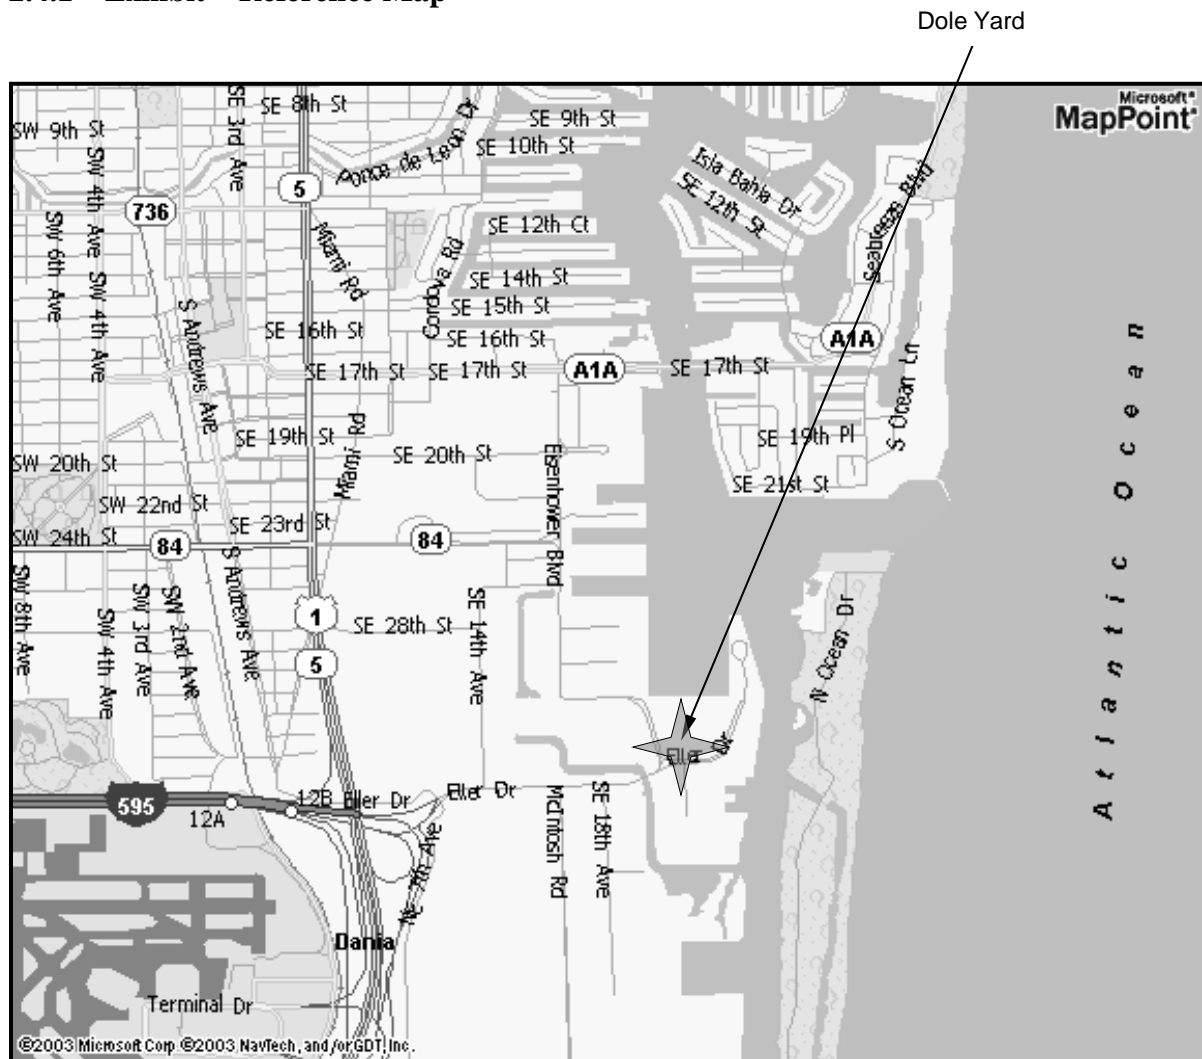 Dole Yard
Microsoft®
MapPoint®
SE 8th St
SE 3rd Ave
SW 9th St
SW 4th Ave
Ponce de Leon Dr
SE 9th St
SE 10th St
Isla Bahia Dr
SE 12th St
Seabreeze Blvd
5
736
SW 6th Ave
SW 4th Ave
Miami Rd
Cordova Rd
SE 12th Ct
SE 14th St
SE 15th St
S Andrews Ave
SE 16th St
SE 16th St
A1A
SE 17th St
SE 17th St
A1A
SE 17th St
S Ocean Ln
Atlantic Ocean
SE 19th St
Miami Rd
SE 19th Pl
SW 20th St
SE 20th St
Eisenhower Blvd
SE 21st St
SW 22nd St
SE 23rd St
SW 24th St
84
84
SW 8th Ave
SW 4th Ave
SW 3rd Ave
SW 2nd Ave
S Andrews Ave
1
SE 28th St
SE 14th Ave
5
N Ocean Dr
Eller Dr
595
12A
12B
Eller Dr
Eller Dr
McIntosh Rd
SE 18th Ave
NE 7th Ave
Dania
Terminal Dr
©2003 Microsoft Corp ©2003 NavTech, and/or GDT, Inc.